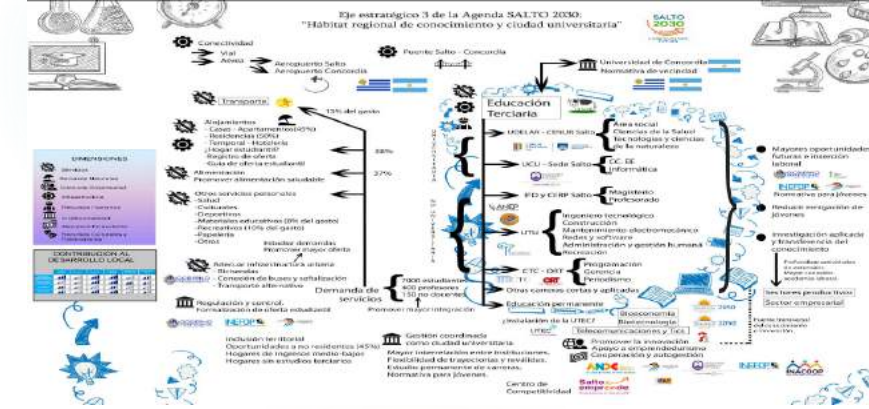 Eje estratégico 3 de la Agenda SALTO 2030:
"Hábitat regional de conocimiento y ciudad universitaria"
SALTO
2030
Conectividad
Vial
Aérea
Aeropuerto Salto
Aeropuerto Concordia
Puente Salto - Concordia
Universidad de Concordia
Normativa de vecindad
Transporte
15% del gasto
Alojamientos
- Casas - Apartamentos (45%)
- Residencias (50%)
- Temporal - Hotelería
¿Hogar estudiantil?
-Registro de oferta
-Guía de oferta estudiantil
38%
Alimentación
Promover alimentación saludable
27%
Otros servicios personales
-Salud
-Culturales
-Deportivos
-Materiales educativos (8% del gasto)
-Recreativos (10% del gasto)
-Papelería
-Otros
Estudiar demandas
Promover mayor oferta
infraestructura urbana
- Bicisendas
- Conexión de buses y señalización
- Transporte alternativo
Demanda de
servicios
7000 estudiantes
400 profesores
150 no docentes
Promover mayor integración
Regulación y control.
Formalización de oferta estudiantil
INEFOP
Inclusión territorial
Oportunidades a no residentes (45%)
Hogares de ingresos medio-bajos
Hogares sin estudios terciarios
Gestión coordinada
como ciudad universitaria
Mayor interrelación entre instituciones.
Flexibilidad de trayectorias y reválidas.
Estudio permanente de carreras.
Normativa para jóvenes.
DIMENSIONES
CONTRIBUCIÓN AL
DESARROLLO LOCAL
Educación
Terciaria
UDELAR - CENUR Salto
Área social
Ciencias de la Salud
Tecnologías y ciencias
de la naturaleza
UCU - Sede Salto
CC. EE
Informática
IFD y CERP Salto
Magisterio
Profesorado
ANEP
UTU
Ingeniero tecnológico
Construcción
Mantenimiento electromecánico
Redes y software
Administración y gestión humana
Recreación
CTC - ORT
ORT
Programación
Gerencia
Periodismo
Otras carreras cortas y aplicadas
Educación permanente
¿Instalación de la UTEC?
UTEC
Bioeconomía
Biotecnología
Telecomunicaciones y Tics
Promover la innovación
Apoyo a emprendedurismo
Cooperación y autogestión
Centro de
Competitividad
Salto
emprende
ANDE
INEFOP
INACOOP
Mayores oportunidades
futuras e inserción
laboral
INEFOP
Normativa para jóvenes
Reducir emigración de
jóvenes
Investigación aplicada
y transferencia del
conocimiento
Sectores productivos
Sector empresarial